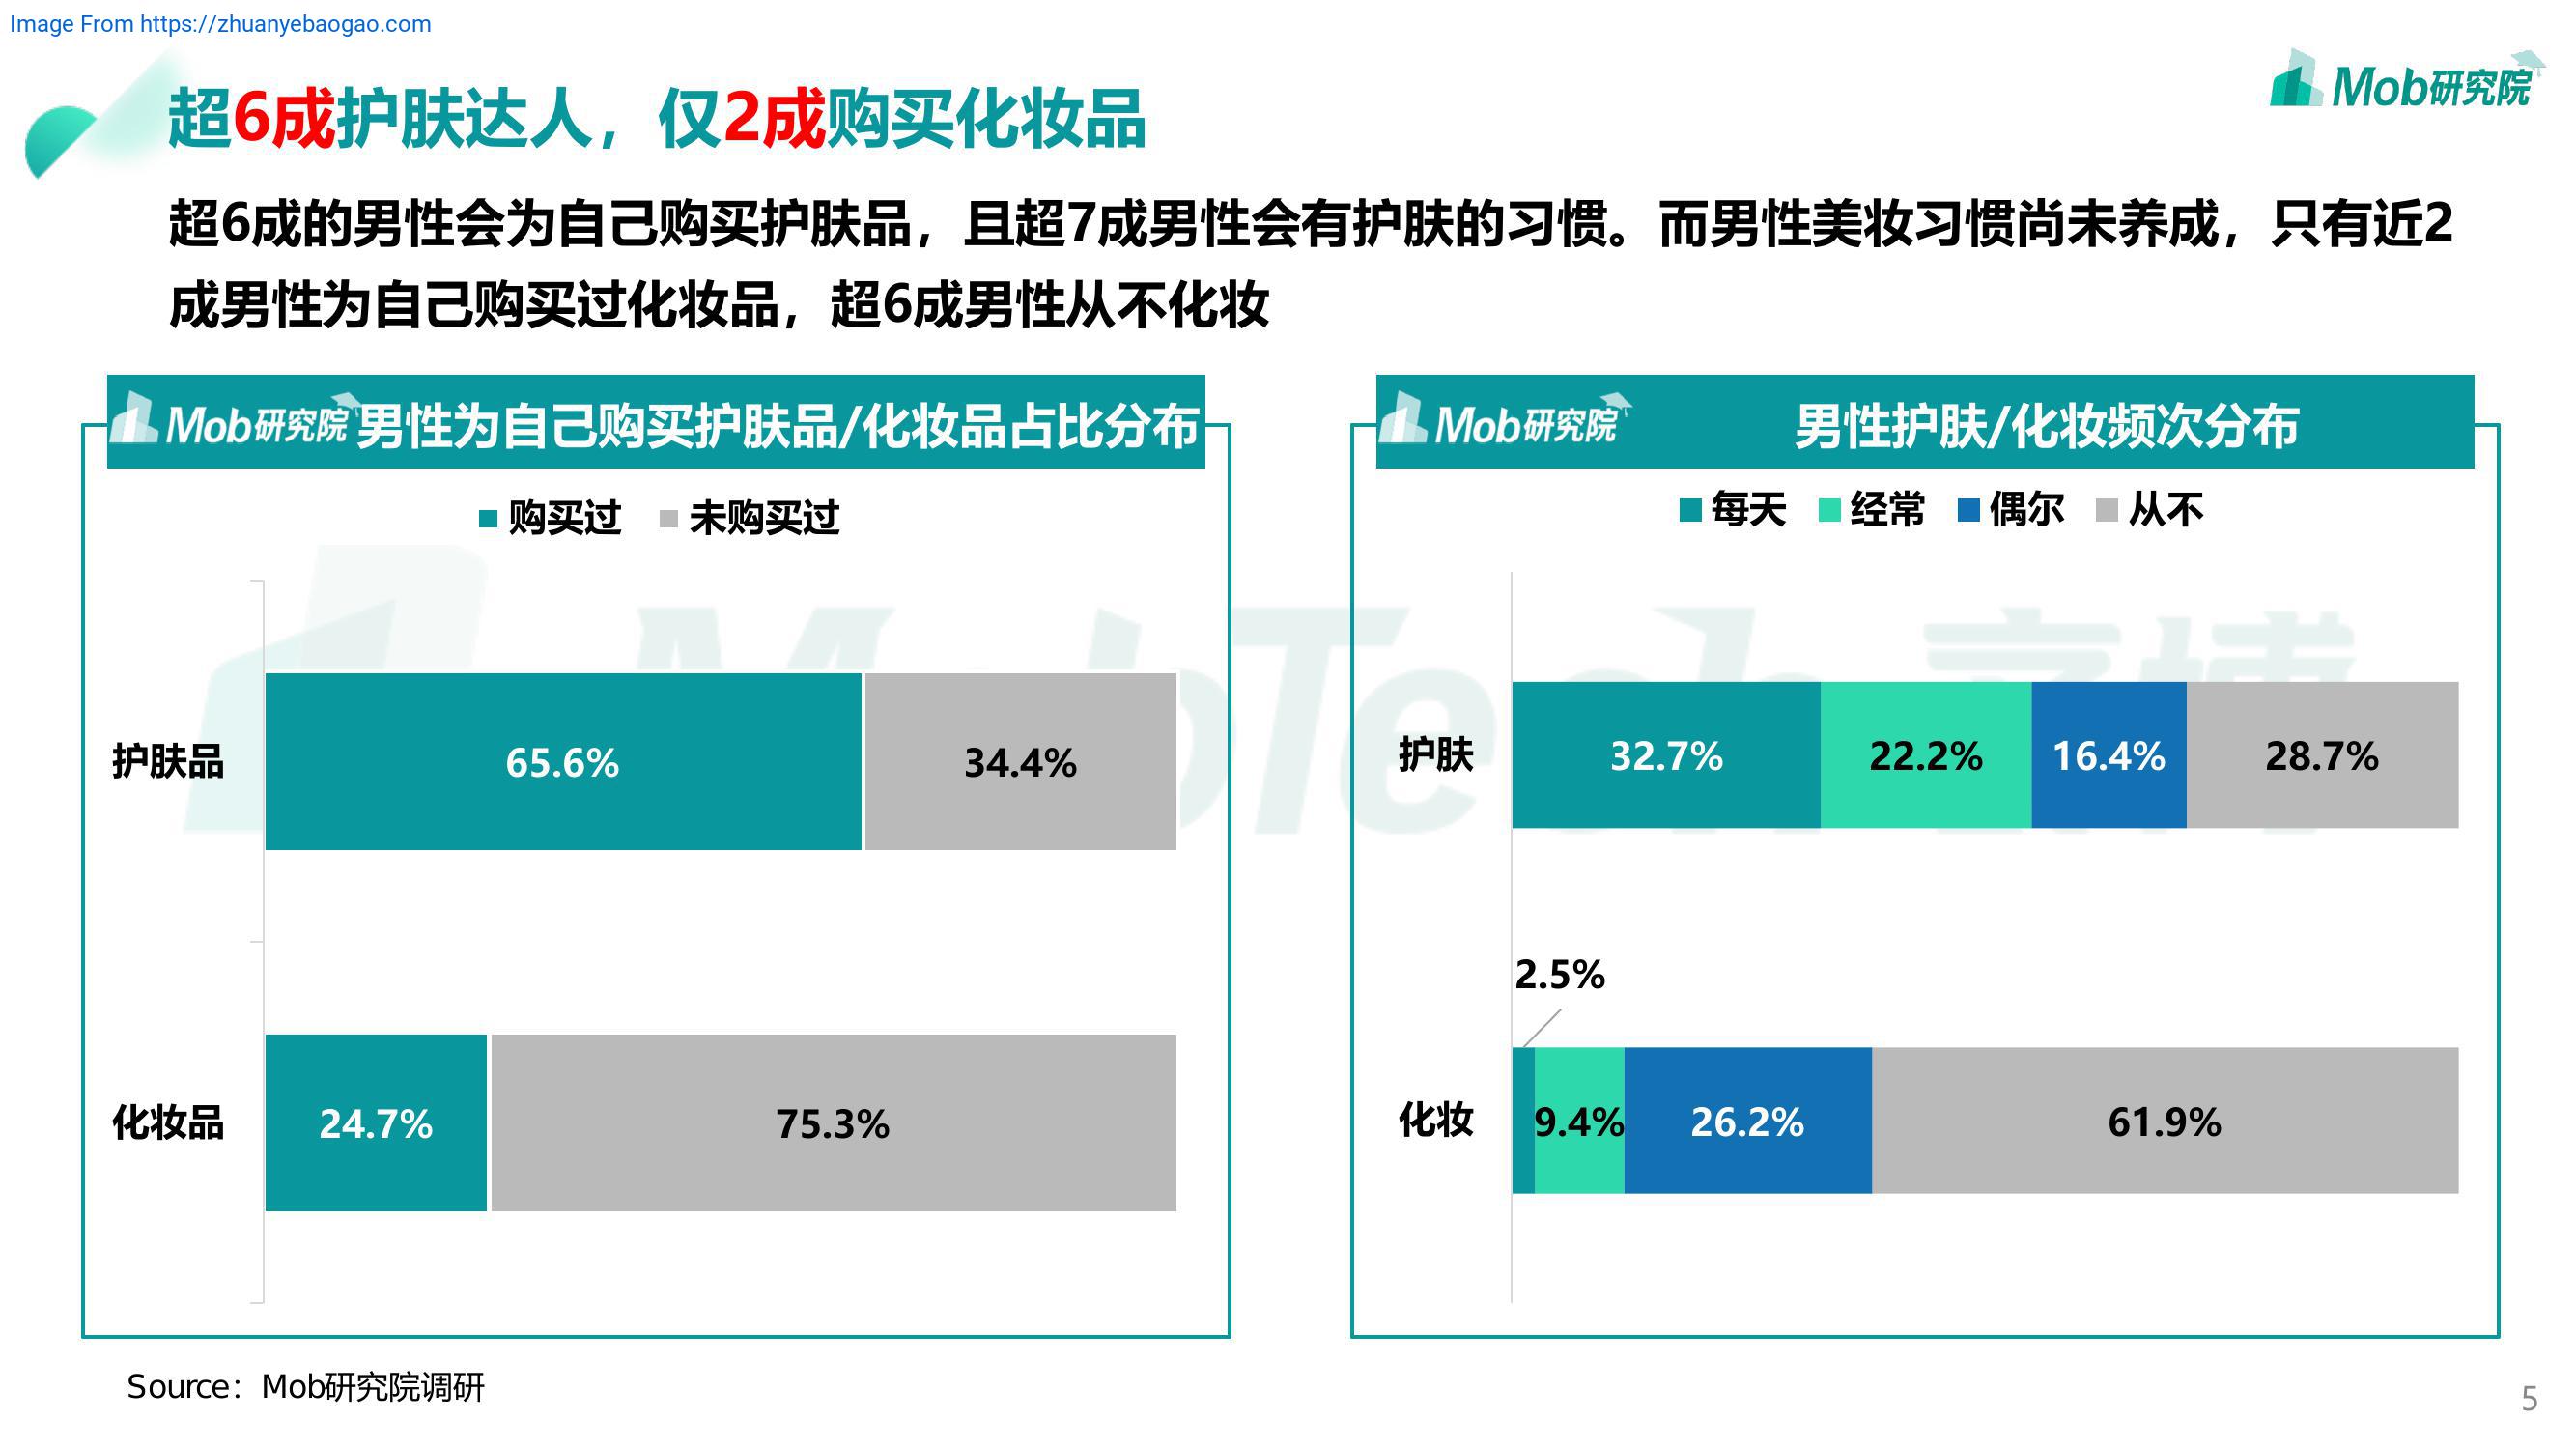 Image From https://zhuanyebaogao.com
Mob研究院
超6成护肤达人，仅2成购买化妆品
超6成的男性会为自己购买护肤品，且超7成男性会有护肤的习惯。而男性美妆习惯尚未养成，只有近2
成男性为自己购买过化妆品，超6成男性从不化妆
Mob研究院 男性为自己购买护肤品/化妆品占比分布
购买过 未购买过
护肤品 65.6% 34.4%
化妆品 24.7% 75.3%
Mob研究院 男性护肤/化妆频次分布
每天 经常 偶尔 从不
护肤 32.7% 22.2% 16.4% 28.7%
2.5%
化妆 9.4% 26.2% 61.9%
Source：Mob研究院调研
5